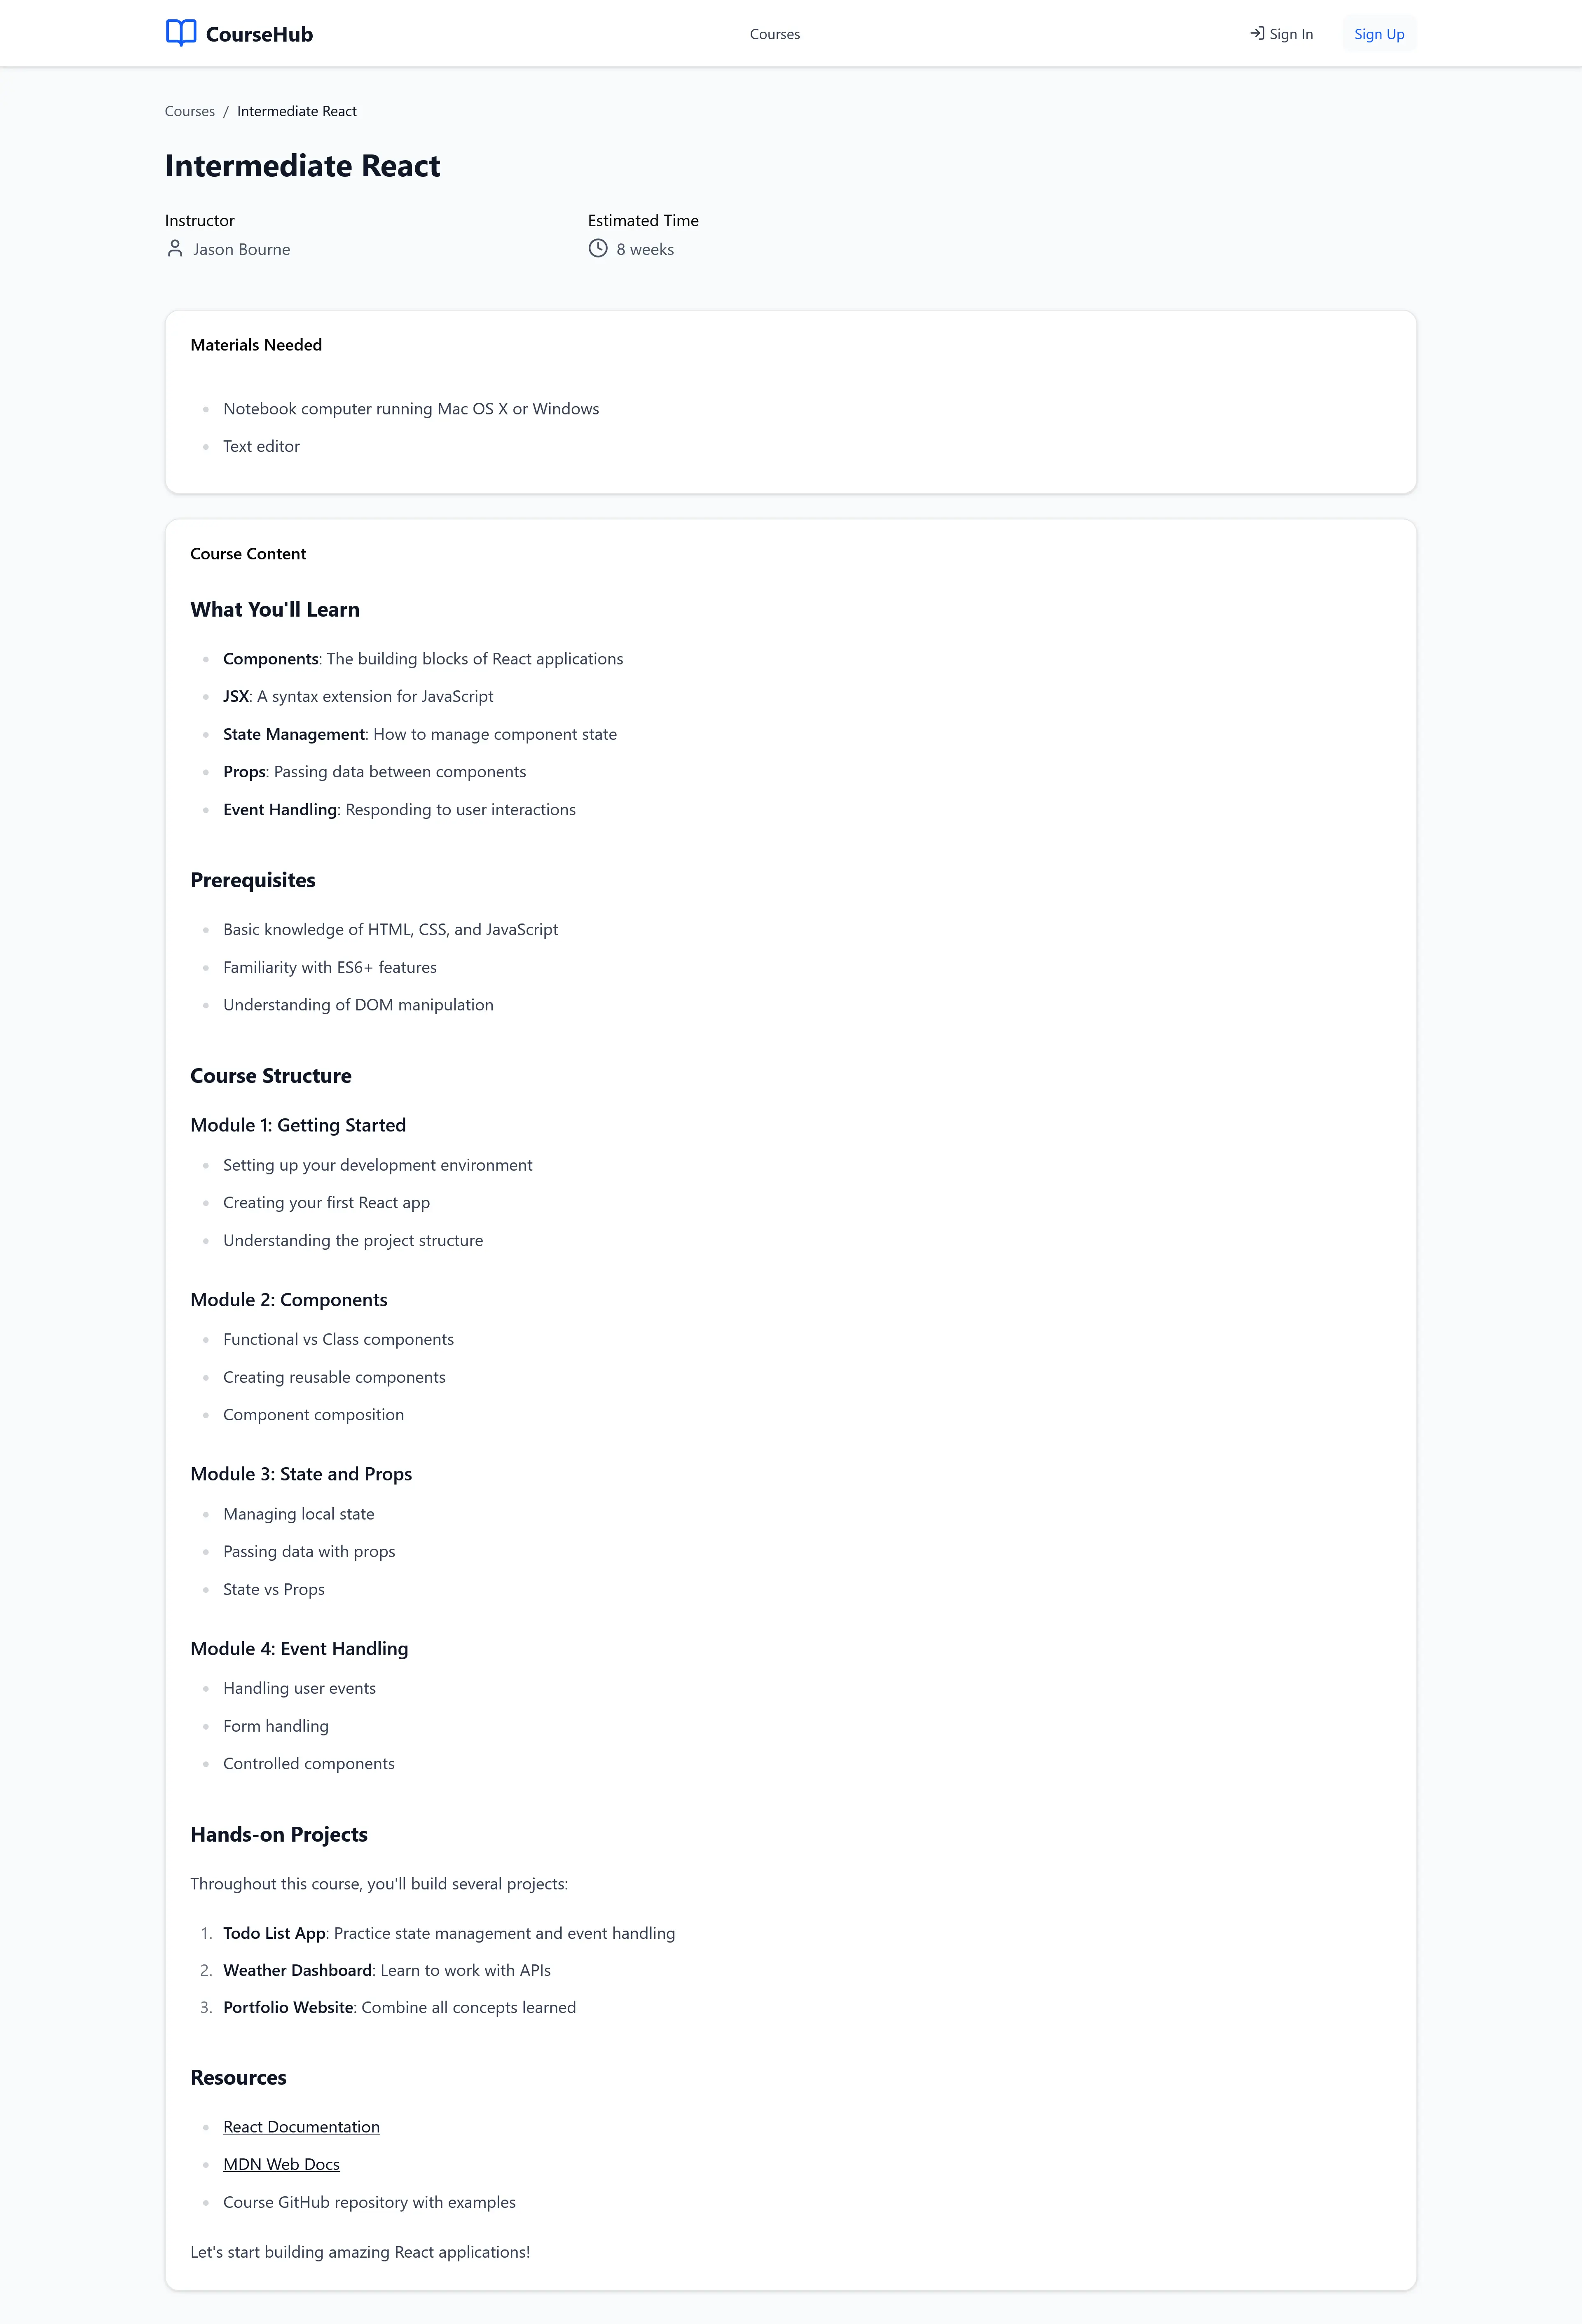 CourseHub
Courses
Sign In
Sign Up
Courses / Intermediate React
Intermediate React
Instructor
Estimated Time
Jason Bourne
8 weeks
Materials Needed
Notebook computer running Mac OS X or Windows
Text editor
Course Content
What You'll Learn
Components: The building blocks of React applications
JSX: A syntax extension for JavaScript
State Management: How to manage component state
Props: Passing data between components
Event Handling: Responding to user interactions
Prerequisites
Basic knowledge of HTML, CSS, and JavaScript
Familiarity with ES6+ features
Understanding of DOM manipulation
Course Structure
Module 1: Getting Started
Setting up your development environment
Creating your first React app
Understanding the project structure
Module 2: Components
Functional vs Class components
Creating reusable components
Component composition
Module 3: State and Props
Managing local state
Passing data with props
State vs Props
Module 4: Event Handling
Handling user events
Form handling
Controlled components
Hands-on Projects
Throughout this course, you'll build several projects:
1. Todo List App: Practice state management and event handling
2. Weather Dashboard: Learn to work with APIs
3. Portfolio Website: Combine all concepts learned
Resources
React Documentation
MDN Web Docs
Course GitHub repository with examples
Let's start building amazing React applications!